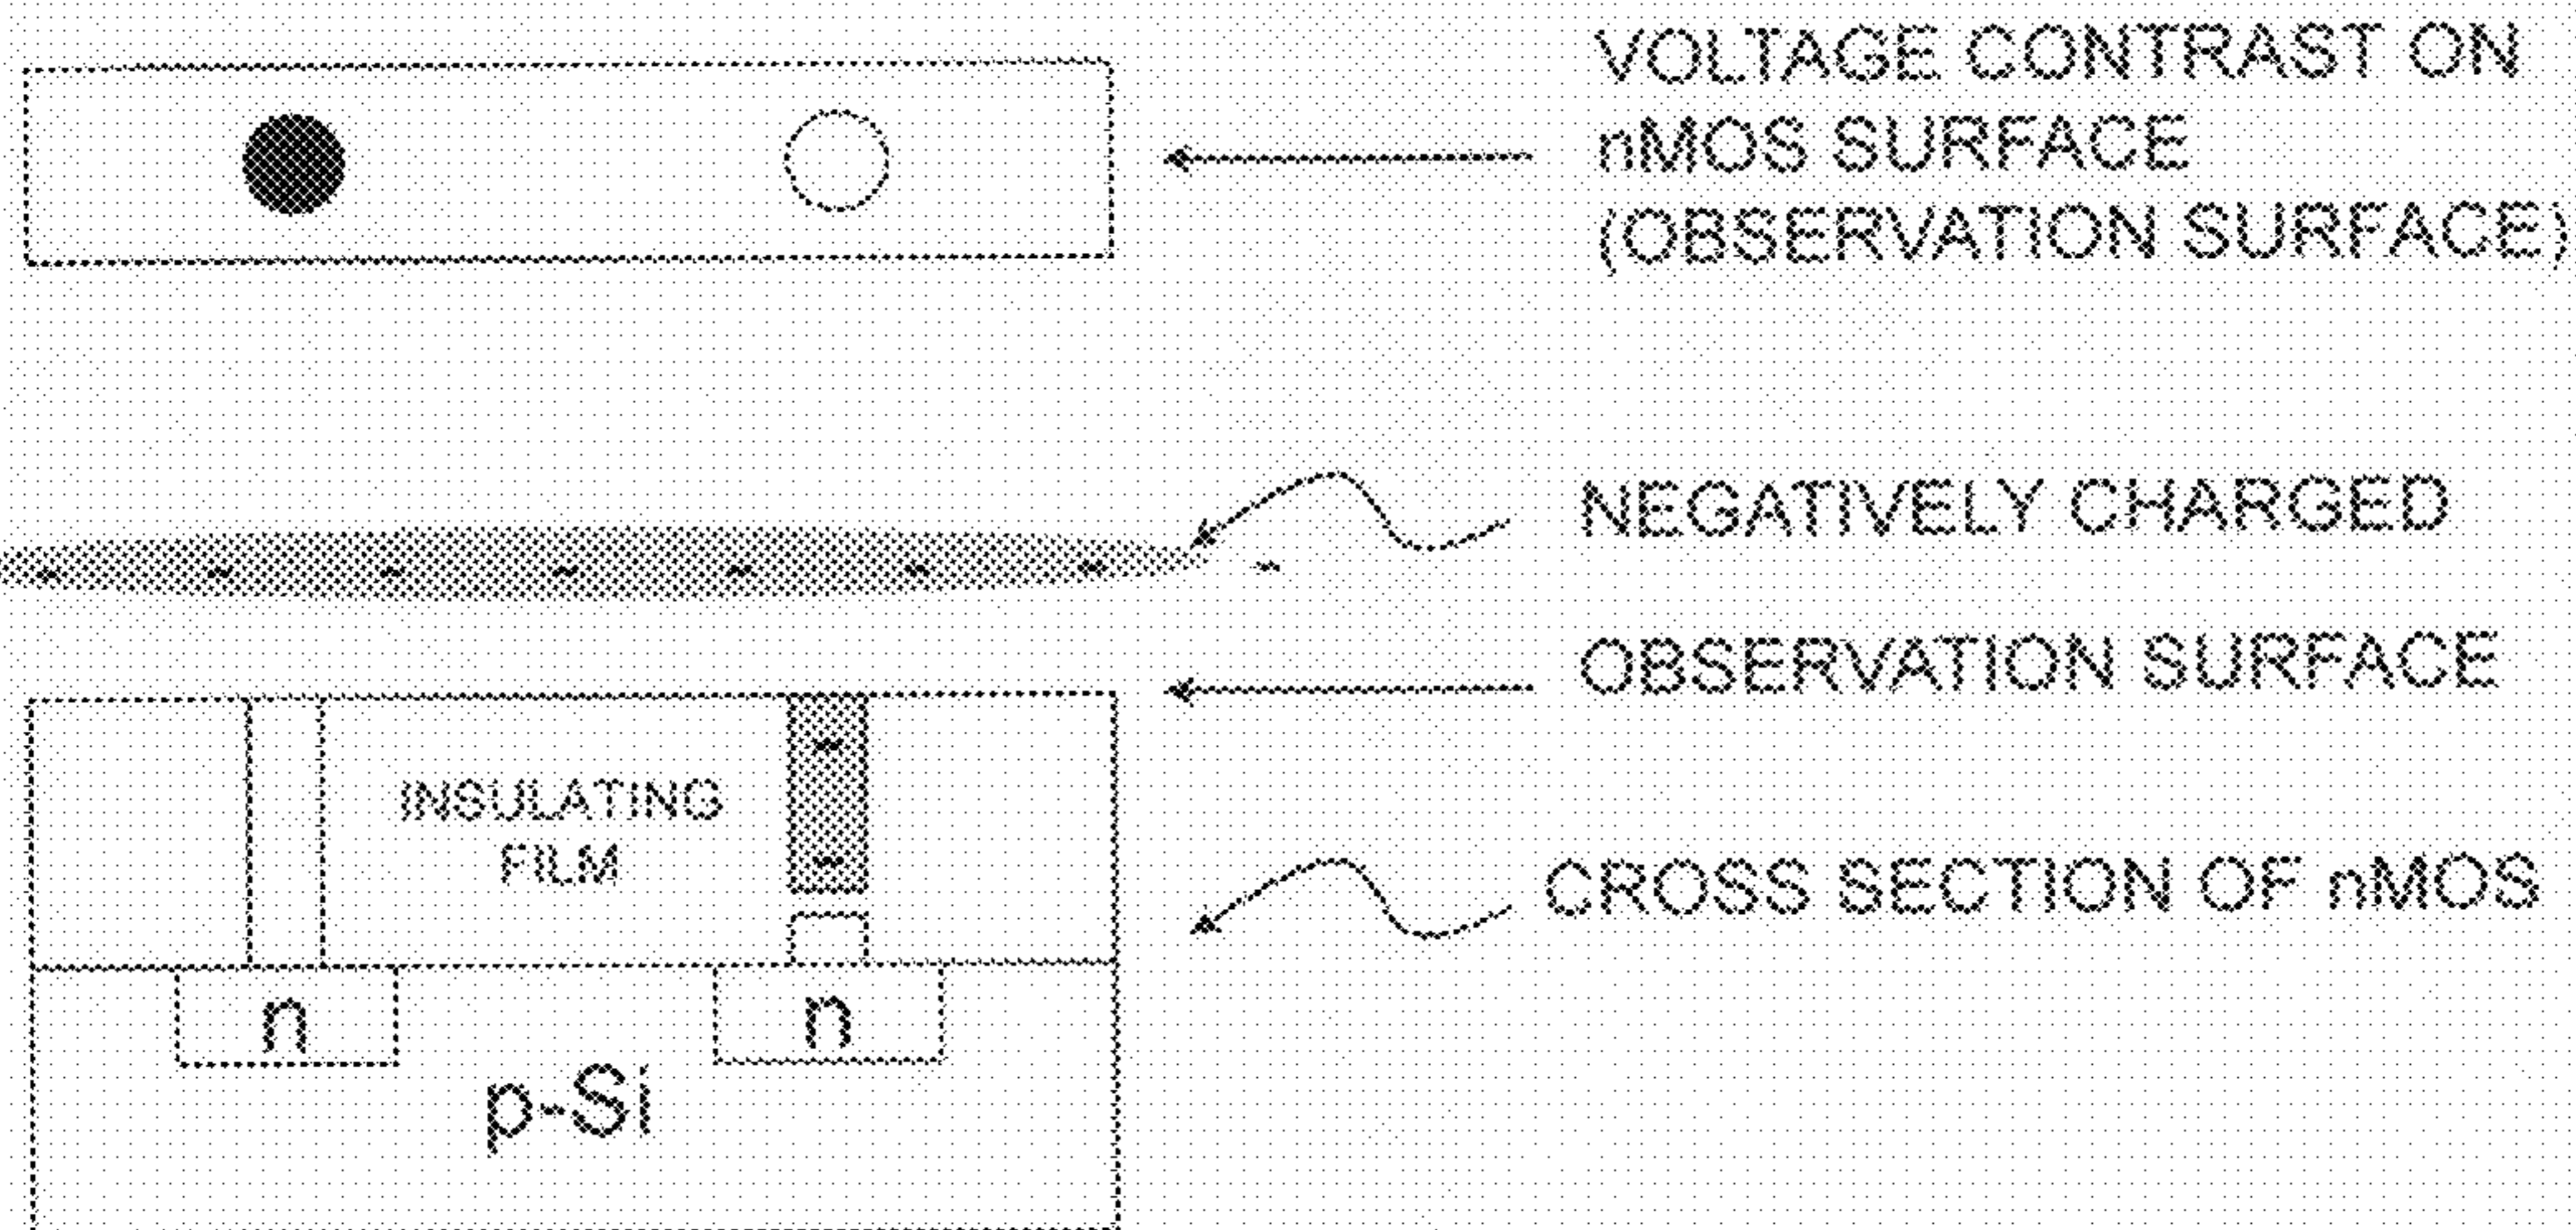 VOLTAGE CONTRAST ON
nMOS SURFACE
(OBSERVATION SURFACE)
NEGATIVELY CHARGED
- - - - - - - -
OBSERVATION SURFACE
-
INSULATING
FILM
-
CROSS SECTION OF nMOS
n
n
p-Si